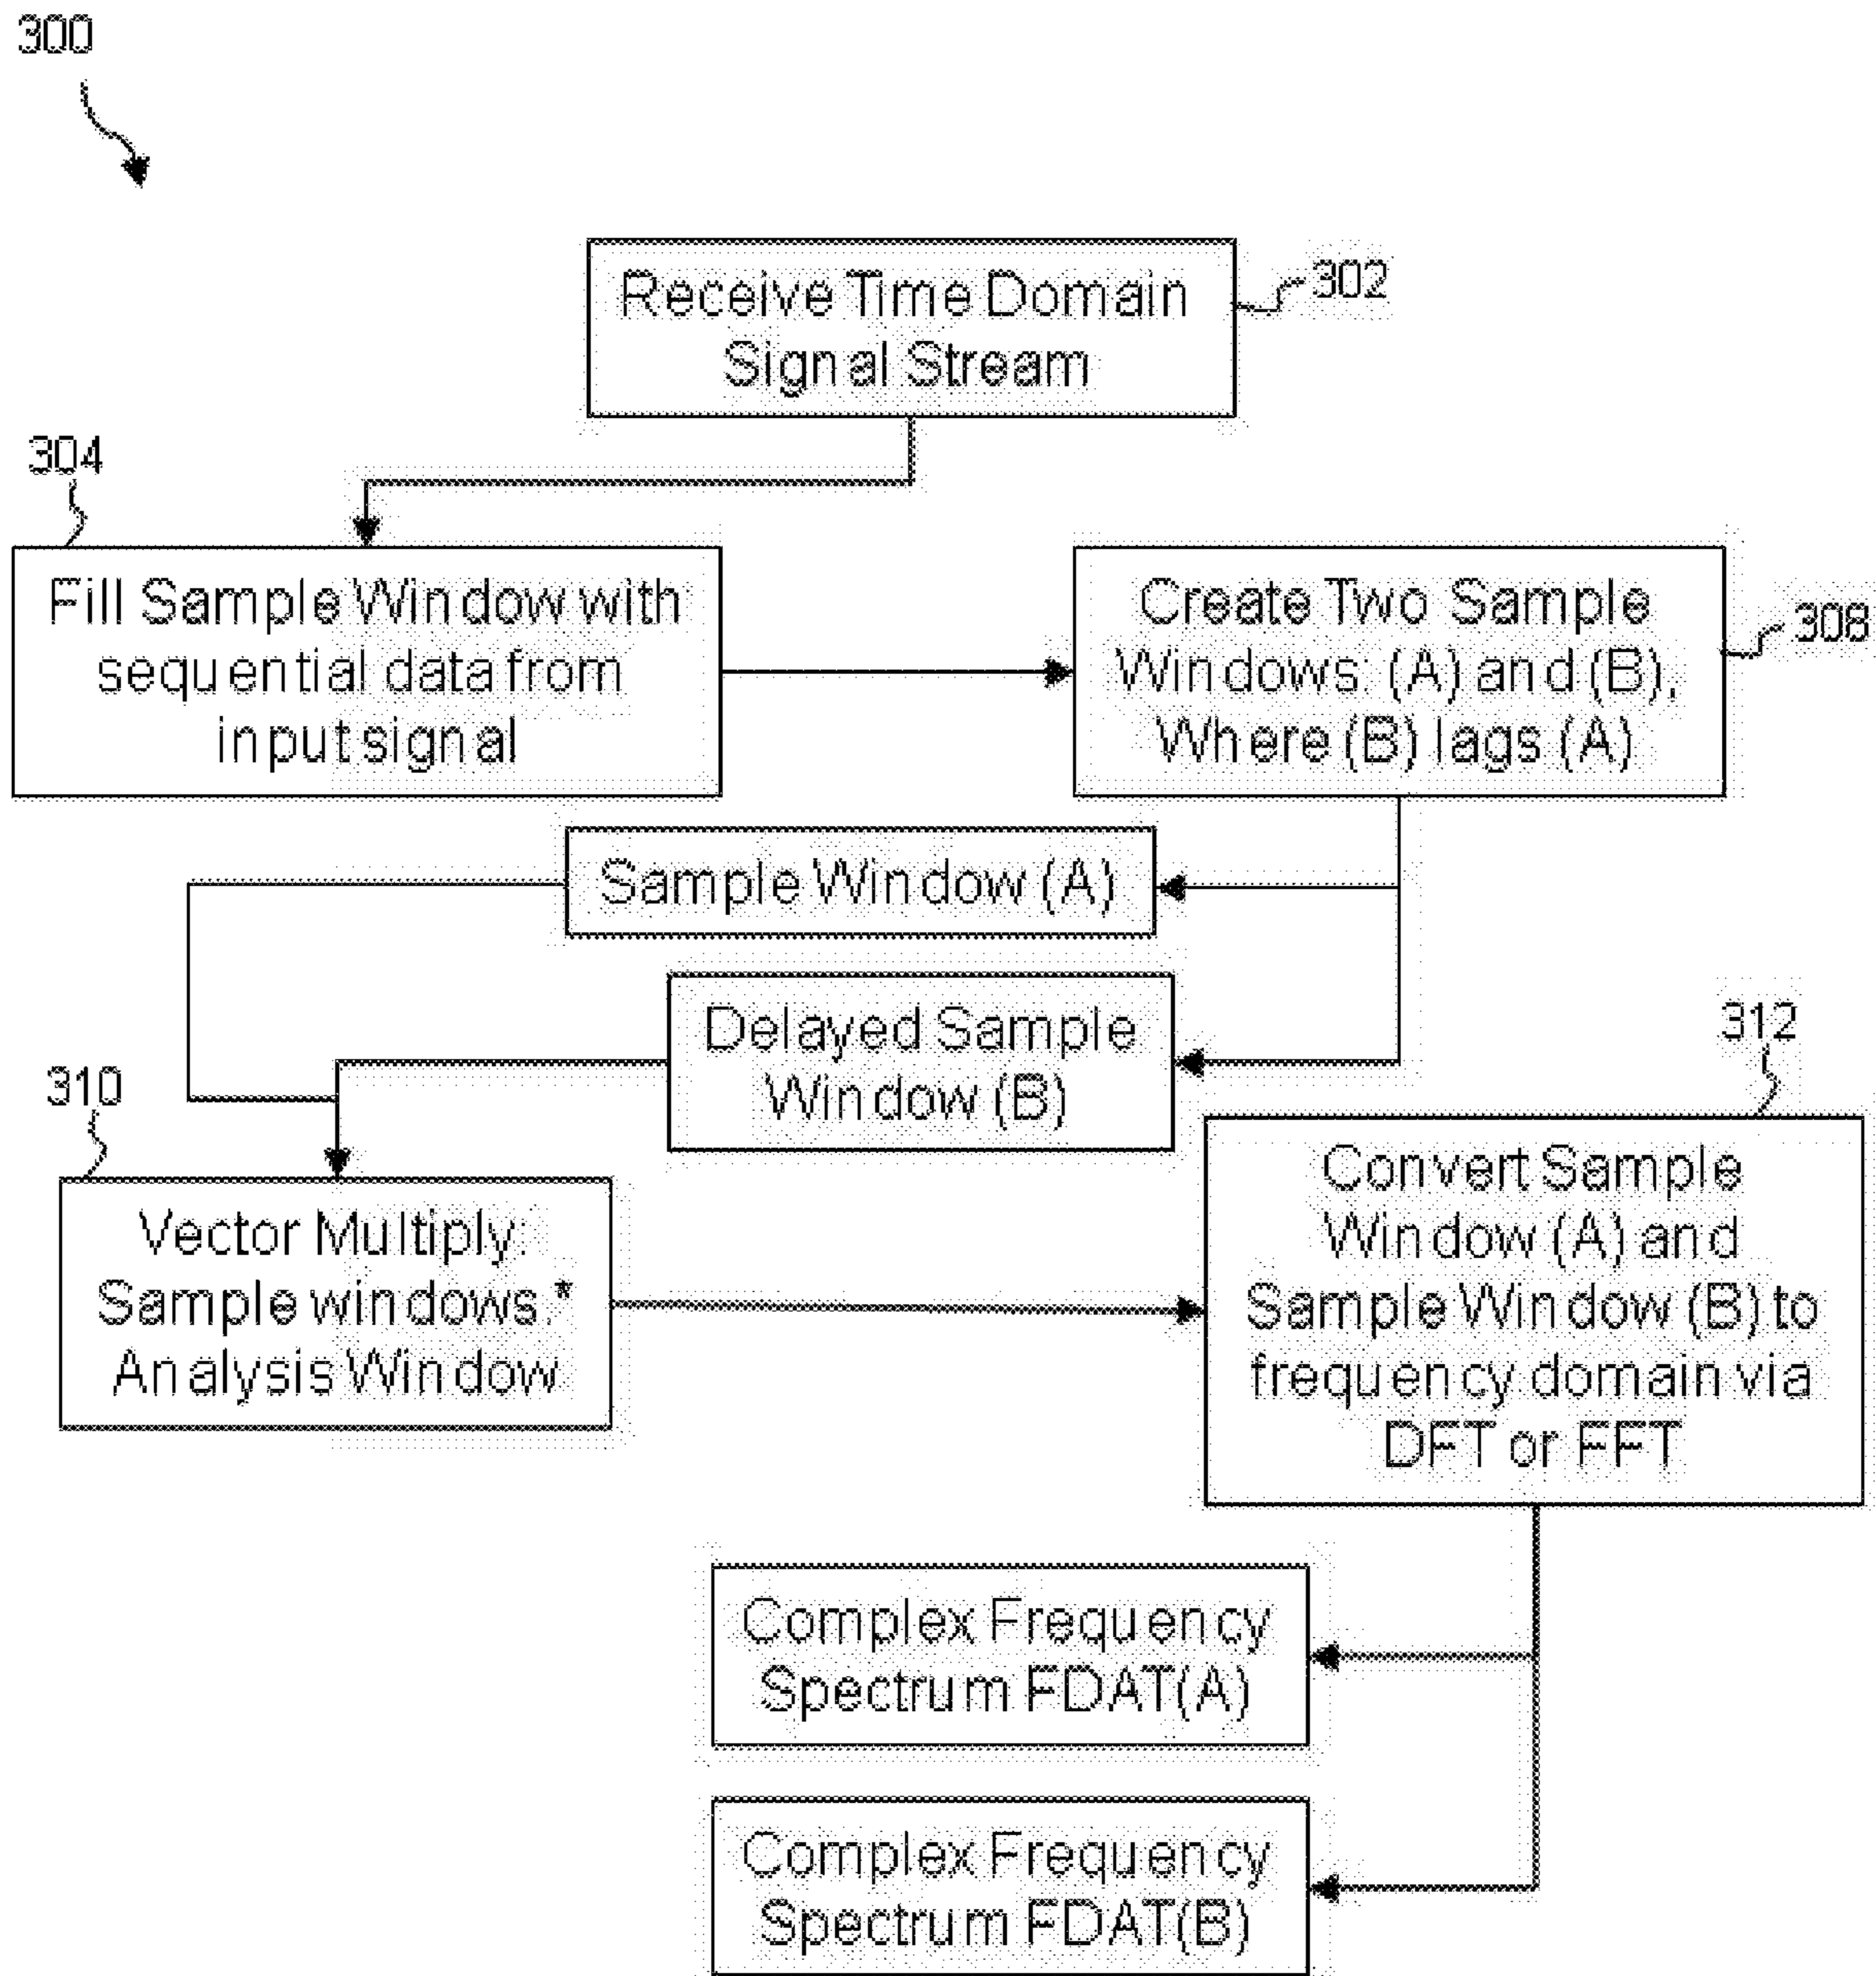 300
Receive Time Domain
Signal Stream
302
304
Fill Sample Window with
sequential data from
input signal
Create Two Sample
Windows: (A) and (B),
Where (B) lags (A)
308
Sample Window (A)
Delayed Sample
Window (B)
310
312
Vector Multiply:
Sample windows.*
Analysis Window
Convert Sample
Window (A) and
Sample Window (B) to
frequency domain via
DFT or FFT
Complex Frequency
Spectrum FDAT(A)
Complex Frequency
Spectrum FDAT(B)